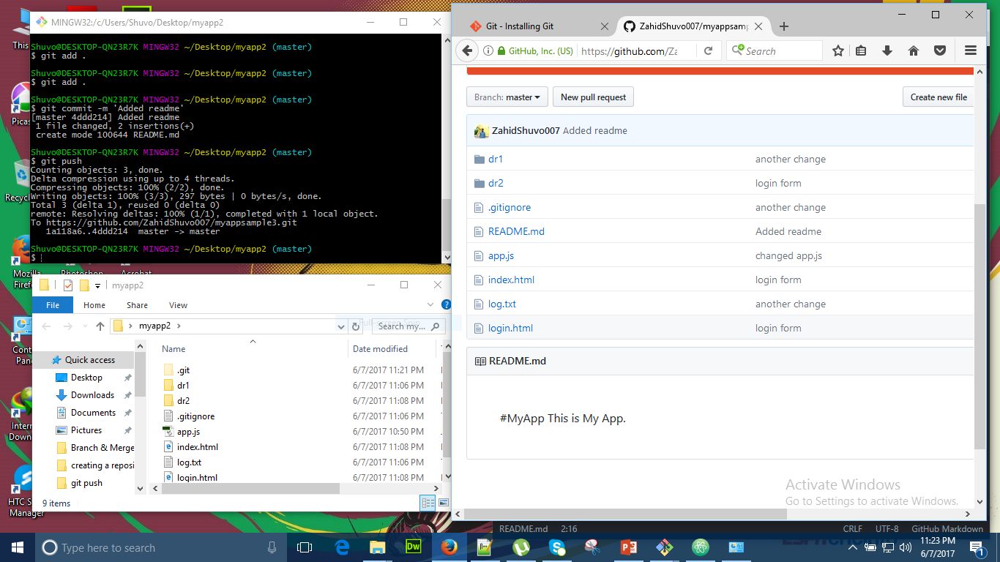 MINGW32:/c/Users/Shuvo/Desktop/myapp2
Shuvo@DESKTOP-QN23R7K MINGW32 ~/Desktop/myapp2 (master)
$ git add .
Shuvo@DESKTOP-QN23R7K MINGW32 ~/Desktop/myapp2 (master)
$ git add .
Shuvo@DESKTOP-QN23R7K MINGW32 ~/Desktop/myapp2 (master)
$ git commit -m 'Added readme'
[master 4ddd214] Added readme
1 file changed, 2 insertions(+)
create mode 100644 README.md
Shuvo@DESKTOP-QN23R7K MINGW32 ~/Desktop/myapp2 (master)
$ git push
Counting objects: 3, done.
Delta compression using up to 4 threads.
Compressing objects: 100% (2/2), done.
Writing objects: 100% (3/3), 297 bytes | 0 bytes/s, done.
Total 3 (delta 1), reused 0 (delta 0)
remote: Resolving deltas: 100% (1/1), completed with 1 local object.
To https://github.com/ZahidShuvo007/myappsample3.git
1a118a6..4ddd214 master -> master
Shuvo@DESKTOP-QN23R7K MINGW32 ~/Desktop/myapp2 (master)
$
This
Picas
Recycl
Mozill
Firef
Photoshop
Acrobat
Cont
Pane
Intern
Down
HTC S
Manager
myapp2
File Home Share View
myapp2
Search my...
Name Date modified
Quick access
Desktop
Downloads
Documents
Pictures
Branch & Merge
creating a reposi
git push
.git 6/7/2017 11:21 PM
dr1 6/7/2017 11:06 PM
dr2 6/7/2017 11:08 PM
.gitignore 6/7/2017 11:06 PM
app.js 6/7/2017 10:50 PM
index.html 6/7/2017 11:08 PM
log.txt 6/7/2017 11:06 PM
login.html 6/7/2017 11:08 PM
9 items
Git - Installing Git
ZahidShuvo007/myappsamp
GitHub, Inc. (US) https://github.com/Za
Search
Branch: master
New pull request
Create new file
ZahidShuvo007 Added readme
dr1 another change
dr2 login form
.gitignore another change
README.md Added readme
app.js changed app.js
index.html login form
log.txt another change
login.html login form
README.md
#MyApp This is My App.
Activate Windows
Go to Settings to activate Windows.
README.md 2:16 CRLF UTF-8 GitHub Markdown
Type here to search
Dw
11:23 PM
6/7/2017
1